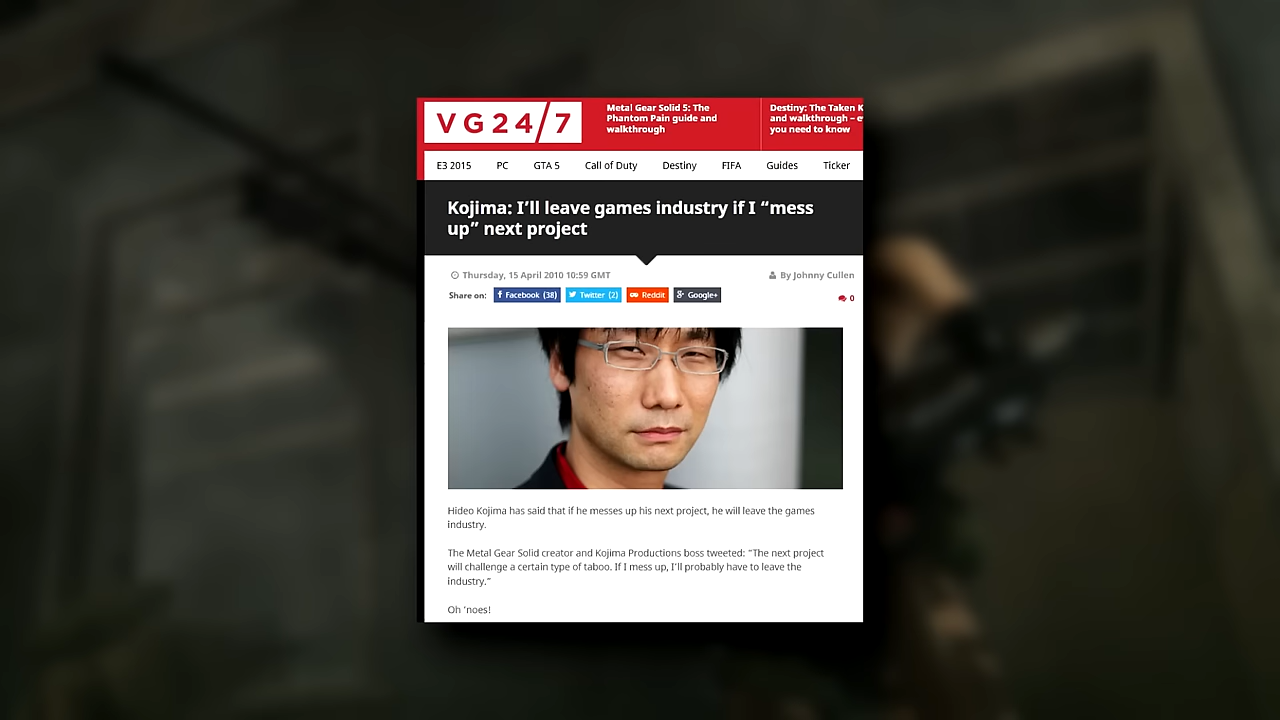 VG24/7
Metal Gear Solid 5: The
Phantom Pain guide and
walkthrough
Destiny: The Taken K
and walkthrough – e
you need to know
E3 2015 PC GTA 5 Call of Duty Destiny FIFA Guides Ticker
Kojima: I’ll leave games industry if I “mess
up” next project
Thursday, 15 April 2010 10:59 GMT By Johnny Cullen
Share on: Facebook (38) Twitter (2) Reddit Google+ 0
Hideo Kojima has said that if he messes up his next project, he will leave the games
industry.
The Metal Gear Solid creator and Kojima Productions boss tweeted: “The next project
will challenge a certain type of taboo. If I mess up, I’ll probably have to leave the
industry.”
Oh ‘noes!